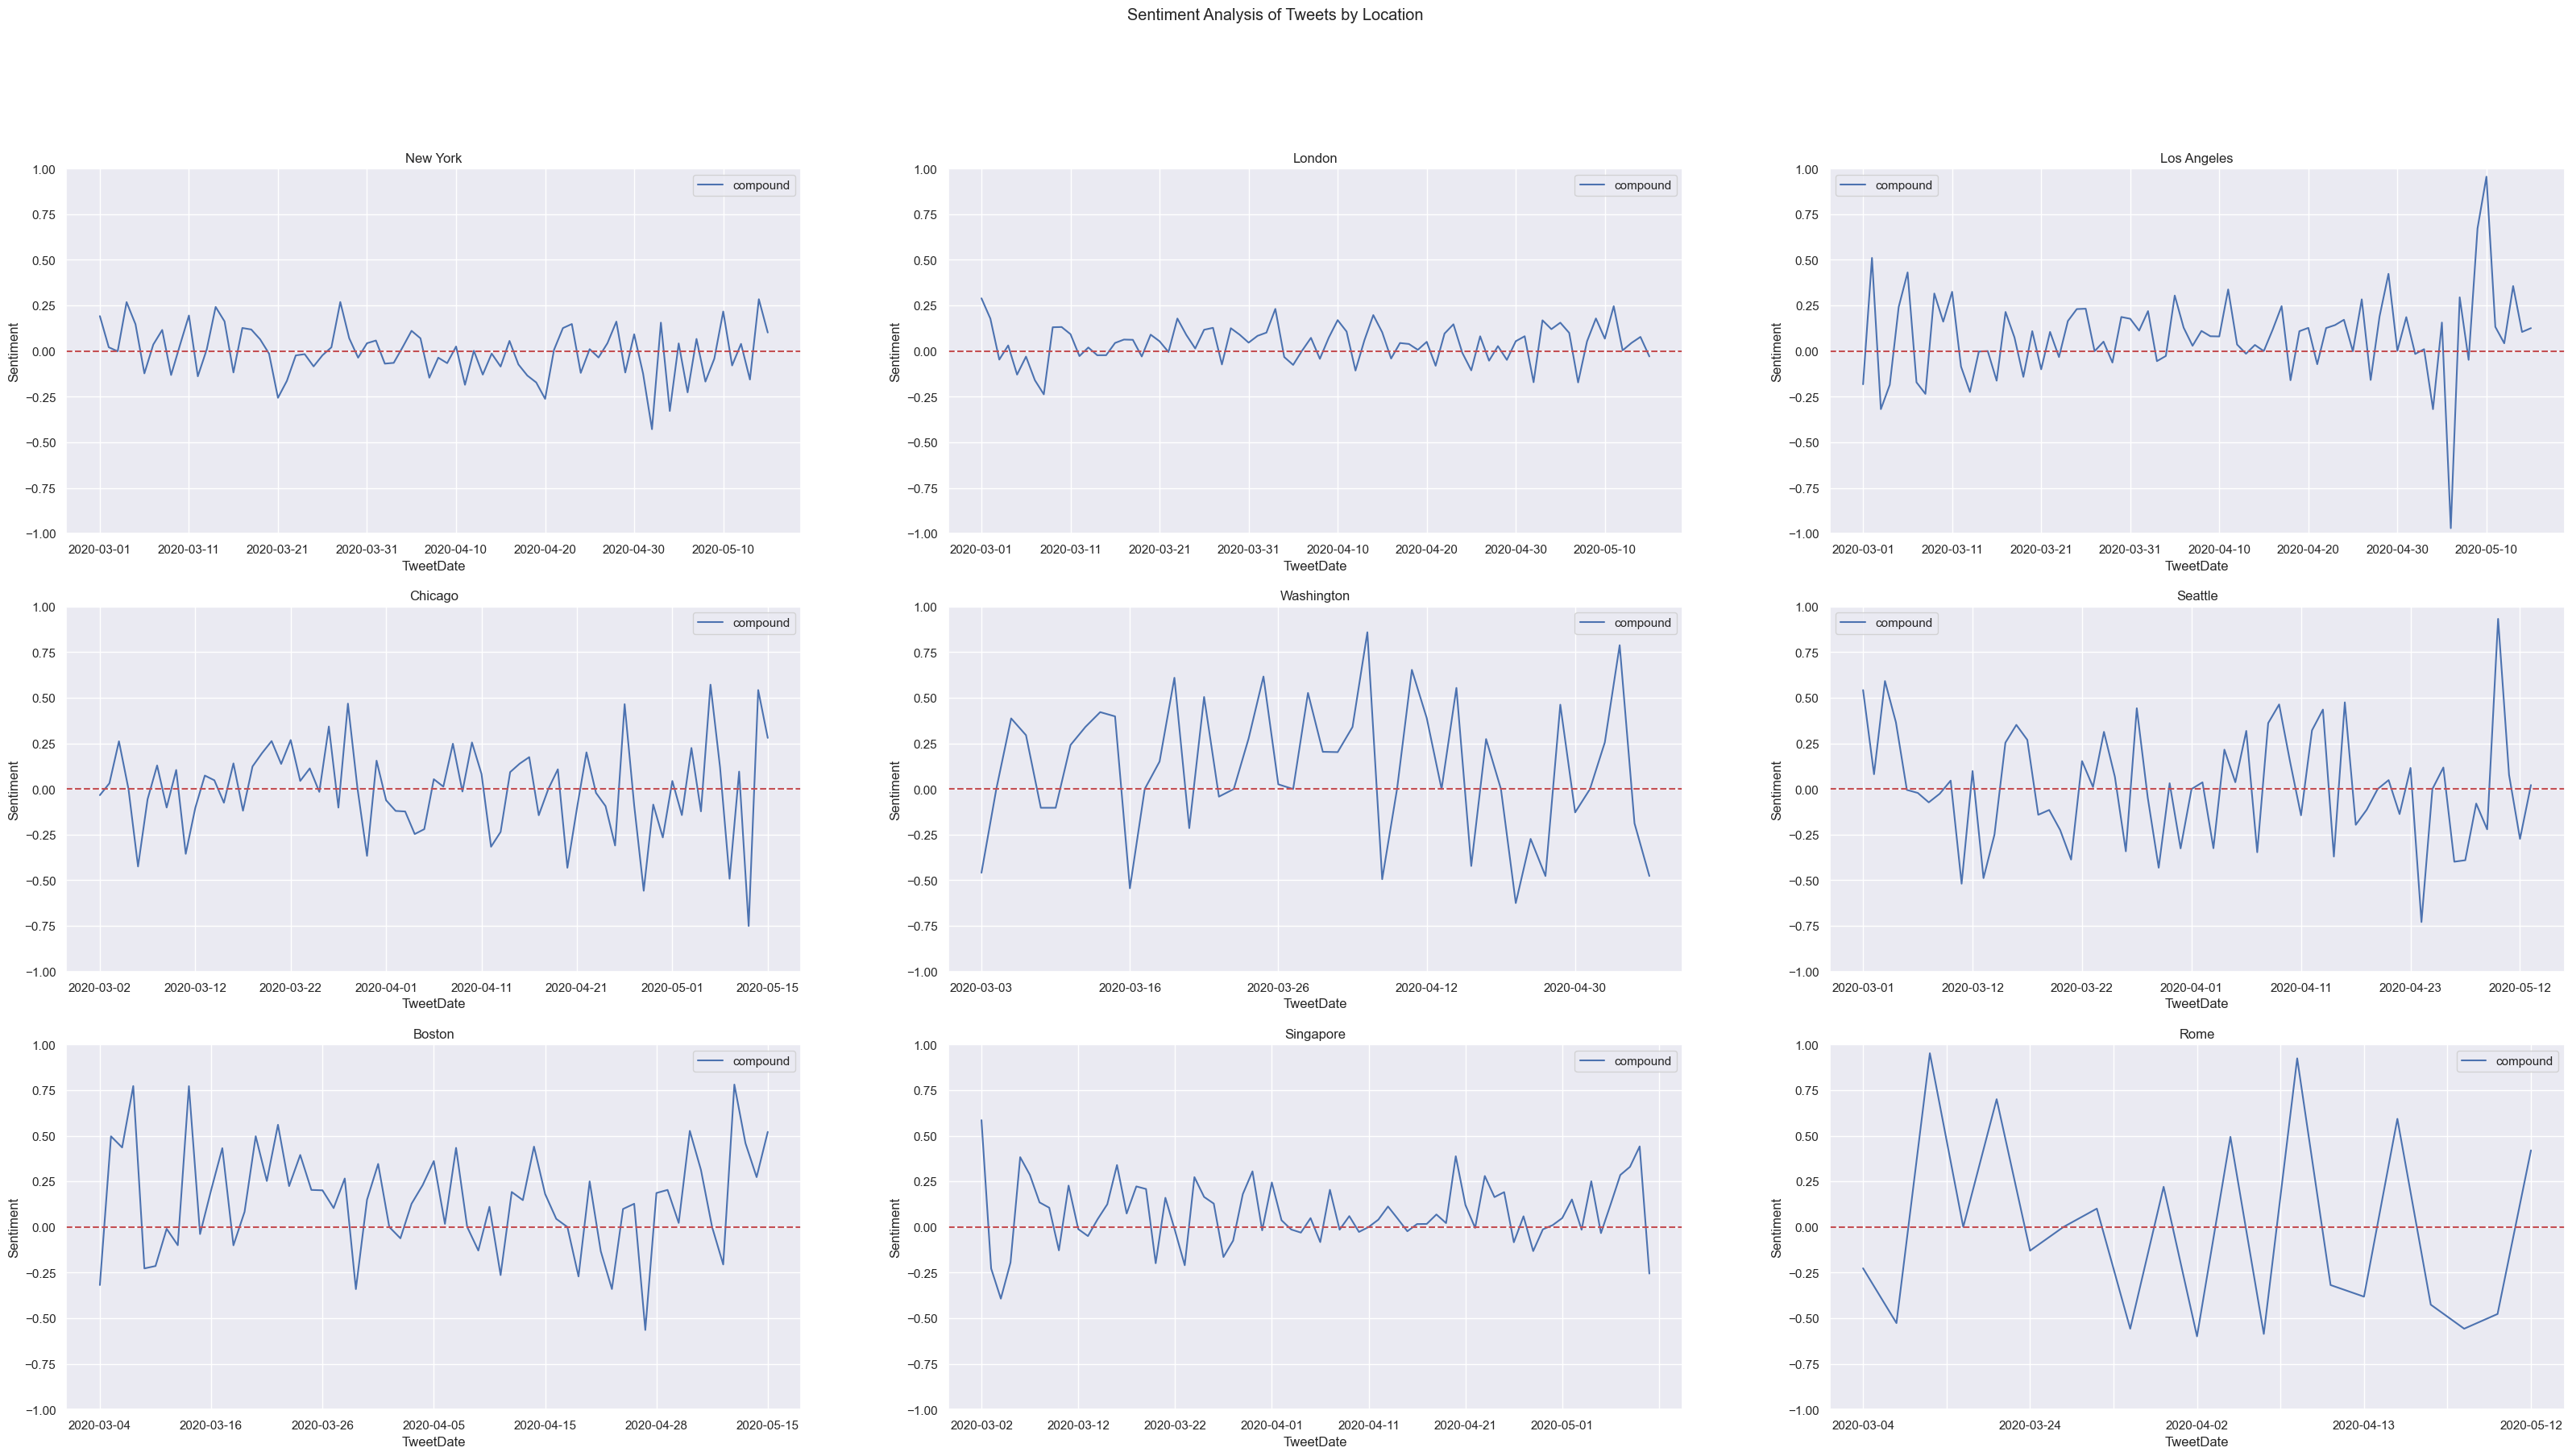 Sentiment Analysis of Tweets by Location
New York
London
Los Angeles
1.00
0.75
0.50
0.25
0.00
−0.25
−0.50
−0.75
−1.00
Sentiment
compound
2020-03-01 2020-03-11 2020-03-21 2020-03-31 2020-04-10 2020-04-20 2020-04-30 2020-05-10
TweetDate
1.00
0.75
0.50
0.25
0.00
−0.25
−0.50
−0.75
−1.00
Sentiment
compound
2020-03-01 2020-03-11 2020-03-21 2020-03-31 2020-04-10 2020-04-20 2020-04-30 2020-05-10
TweetDate
1.00
0.75
0.50
0.25
0.00
−0.25
−0.50
−0.75
−1.00
Sentiment
compound
2020-03-01 2020-03-11 2020-03-21 2020-03-31 2020-04-10 2020-04-20 2020-04-30 2020-05-10
TweetDate
Chicago
Washington
Seattle
1.00
0.75
0.50
0.25
0.00
−0.25
−0.50
−0.75
−1.00
Sentiment
compound
2020-03-02 2020-03-12 2020-03-22 2020-04-01 2020-04-11 2020-04-21 2020-05-01 2020-05-15
TweetDate
1.00
0.75
0.50
0.25
0.00
−0.25
−0.50
−0.75
−1.00
Sentiment
compound
2020-03-03 2020-03-16 2020-03-26 2020-04-12 2020-04-30
TweetDate
1.00
0.75
0.50
0.25
0.00
−0.25
−0.50
−0.75
−1.00
Sentiment
compound
2020-03-01 2020-03-12 2020-03-22 2020-04-01 2020-04-11 2020-04-23 2020-05-12
TweetDate
Boston
Singapore
Rome
1.00
0.75
0.50
0.25
0.00
−0.25
−0.50
−0.75
−1.00
Sentiment
compound
2020-03-04 2020-03-16 2020-03-26 2020-04-05 2020-04-15 2020-04-28 2020-05-15
TweetDate
1.00
0.75
0.50
0.25
0.00
−0.25
−0.50
−0.75
−1.00
Sentiment
compound
2020-03-02 2020-03-12 2020-03-22 2020-04-01 2020-04-11 2020-04-21 2020-05-01
TweetDate
1.00
0.75
0.50
0.25
0.00
−0.25
−0.50
−0.75
−1.00
Sentiment
compound
2020-03-04 2020-03-24 2020-04-02 2020-04-13 2020-05-12
TweetDate